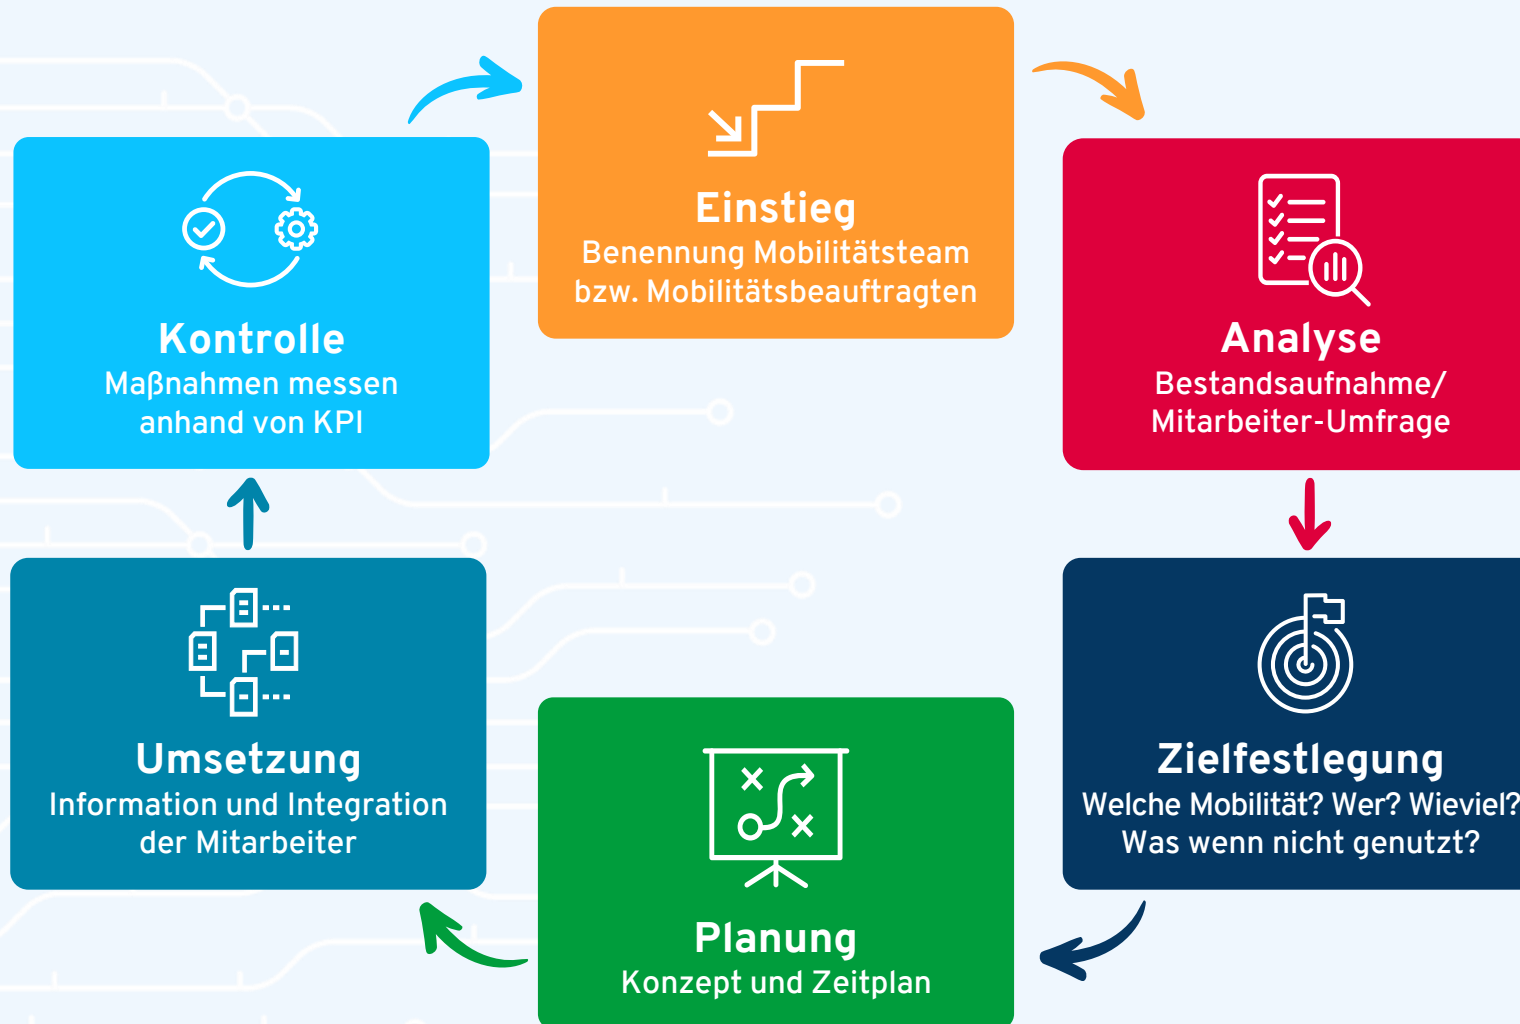 Einstieg
Benennung Mobilitätsteam
bzw. Mobilitätsbeauftragten
Analyse
Bestandsaufnahme/
Mitarbeiter-Umfrage
Zielfestlegung
Welche Mobilität? Wer? Wieviel?
Was wenn nicht genutzt?
Planung
Konzept und Zeitplan
Umsetzung
Information und Integration
der Mitarbeiter
Kontrolle
Maßnahmen messen
anhand von KPI